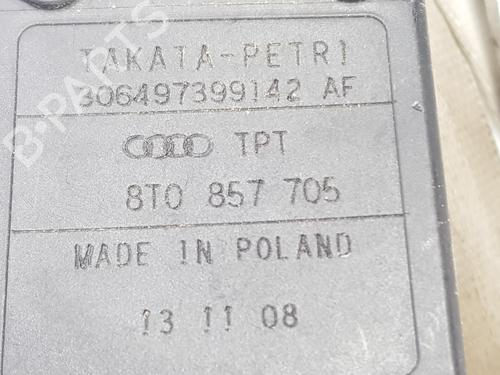 TAKATA-PETRI
306497399142 AF
TPT
8T0 857 705
MADE IN POLAND
13 11 08
B-PARTS